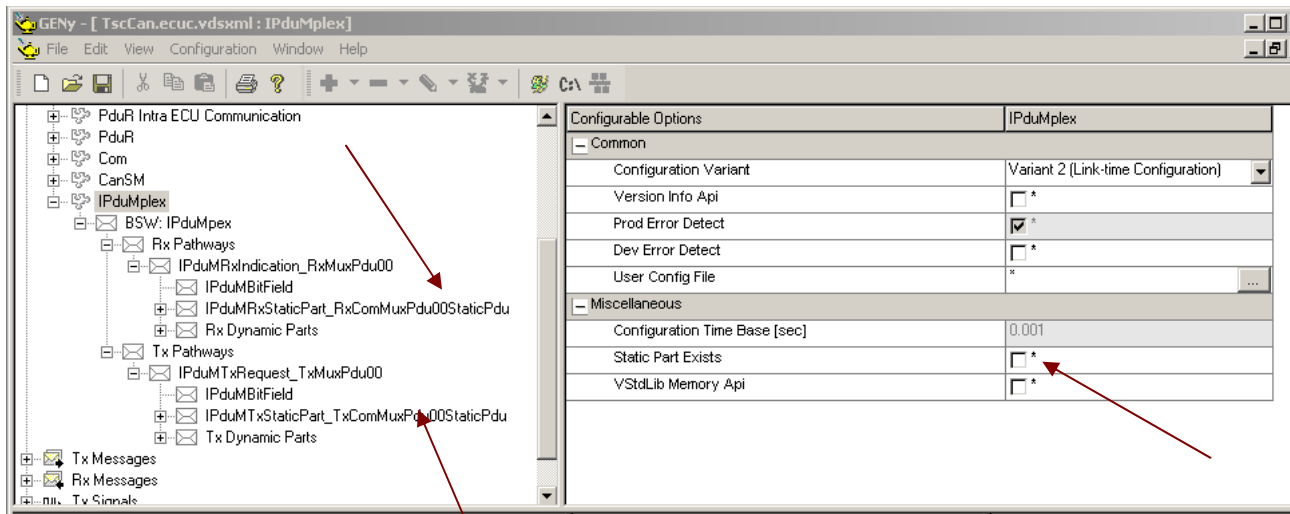 GENy - [ TscCan.ecuc.vdsxml : IPduMplex]
File Edit View Configuration Window Help
C:\
PduR Intra ECU Communication
PduR
Com
CanSM
IPduMplex
BSW: IPduMpex
Rx Pathways
IPduMRxIndication_RxMuxPdu00
IPduMBitField
IPduMRxStaticPart_RxComMuxPdu00StaticPdu
Rx Dynamic Parts
Tx Pathways
IPduMTxRequest_TxMuxPdu00
IPduMBitField
IPduMTxStaticPart_TxComMuxPdu00StaticPdu
Tx Dynamic Parts
Tx Messages
Rx Messages
Tx Signals
Configurable Options IPduMplex
Common
Configuration Variant Variant 2 (Link-time Configuration)
Version Info Api *
Prod Error Detect *
Dev Error Detect *
User Config File * ...
Miscellaneous
Configuration Time Base [sec] 0.001
Static Part Exists *
VStdLib Memory Api *